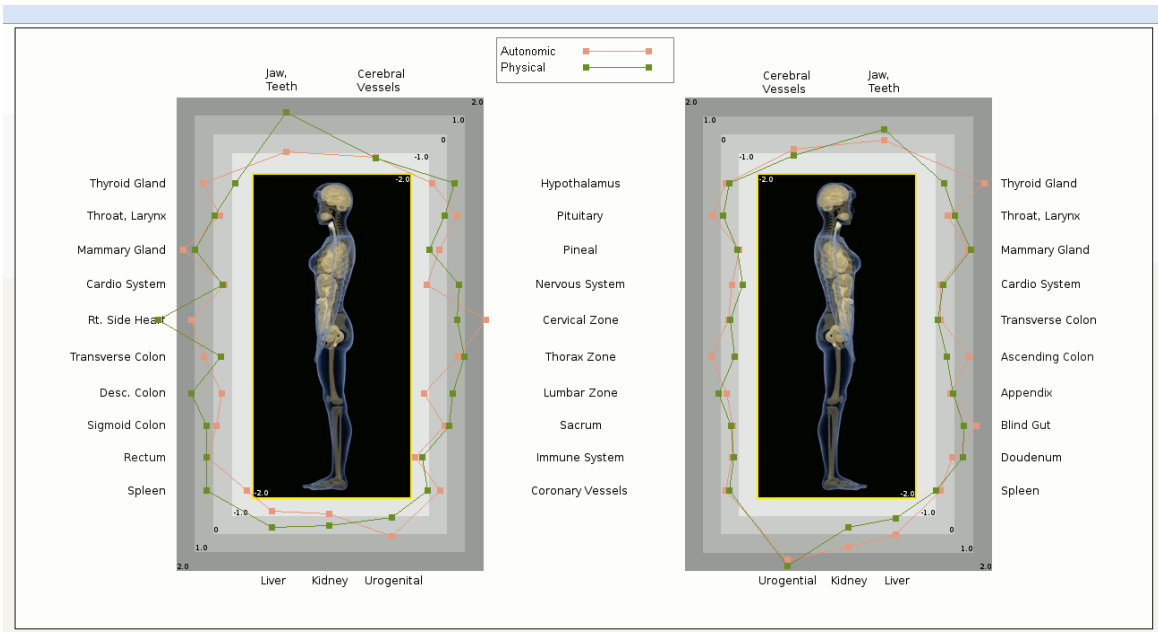 Autonomic
Physical
Jaw,
Teeth
Cerebral
Vessels
Cerebral
Vessels
Jaw,
Teeth
2.0
1.0
0
-1.0
-2.0
2.0
1.0
0
-1.0
-2.0
Thyroid Gland
Hypothalamus
Thyroid Gland
Throat, Larynx
Pituitary
Throat, Larynx
Mammary Gland
Pineal
Mammary Gland
Cardio System
Nervous System
Cardio System
Rt. Side Heart
Cervical Zone
Transverse Colon
Transverse Colon
Thorax Zone
Ascending Colon
Desc. Colon
Lumbar Zone
Appendix
Sigmoid Colon
Sacrum
Blind Gut
Rectum
Immune System
Doudenum
Spleen
Coronary Vessels
Spleen
-2.0
-1.0
0
1.0
2.0
-2.0
-1.0
0
1.0
2.0
Liver
Kidney
Urogenital
Urogential
Kidney
Liver